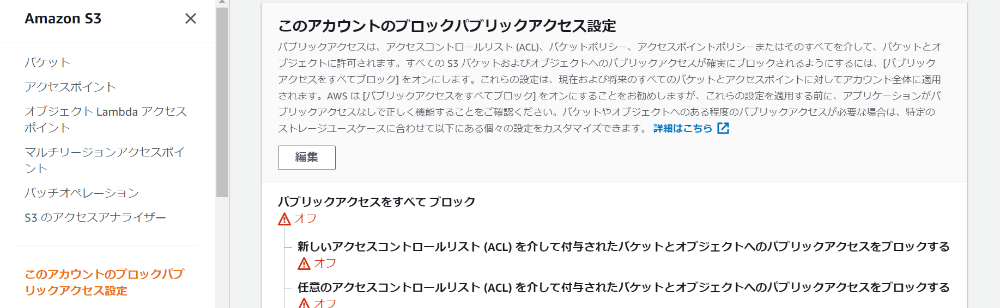 Amazon S3
バケット
アクセスポイント
オブジェクト Lambda アクセス
ポイント
マルチリージョンアクセスポイ
ント
バッチオペレーション
S3 のアクセスアナライザー
このアカウントのブロックパブ
リックアクセス設定
このアカウントのブロックパブリックアクセス設定
パブリックアクセスは、アクセスコントロールリスト (ACL)、バケットポリシー、アクセスポイントポリシーまたはそのすべてを介して、バケットとオ
ブジェクトに許可されます。すべての S3 バケットおよびオブジェクトへのパブリックアクセスが確実にブロックされるようにするには、[パブリック
アクセスをすべてブロック] をオンにします。これらの設定は、現在および将来のすべてのバケットとアクセスポイントに対してアカウント全体に適用
されます。AWS は [パブリックアクセスをすべてブロック] をオンにすることをお勧めしますが、これらの設定を適用する前に、アプリケーションがパ
ブリックアクセスなしで正しく機能することをご確認ください。バケットやオブジェクトへのある程度のパブリックアクセスが必要な場合は、特定の
ストレージユースケースに合わせて以下にある個々の設定をカスタマイズできます。 詳細はこちら
編集
パブリックアクセスをすべて ブロック
オフ
新しいアクセスコントロールリスト (ACL) を介して付与されたバケットとオブジェクトへのパブリックアクセスをブロックする
オフ
任意のアクセスコントロールリスト (ACL) を介して付与されたバケットとオブジェクトへのパブリックアクセスをブロックする
オフ